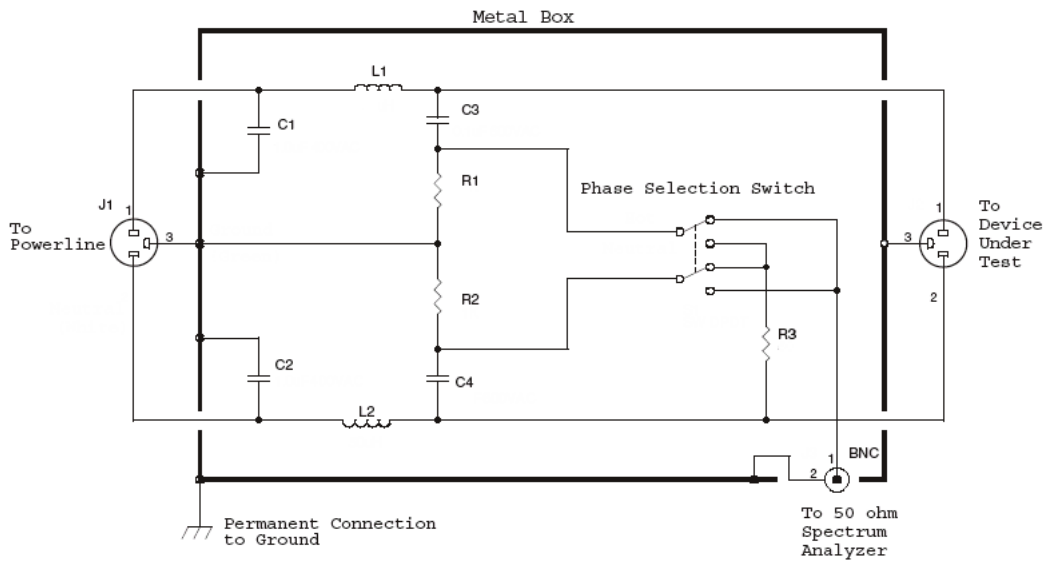 Metal Box
L1
C1
C3
R1
Phase Selection Switch
J1
1
To
Powerline
3
1
To
Device
Under
Test
3
2
R2
R3
C2
C4
L2
1
BNC
2
Permanent Connection
to Ground
To 50 ohm
Spectrum
Analyzer